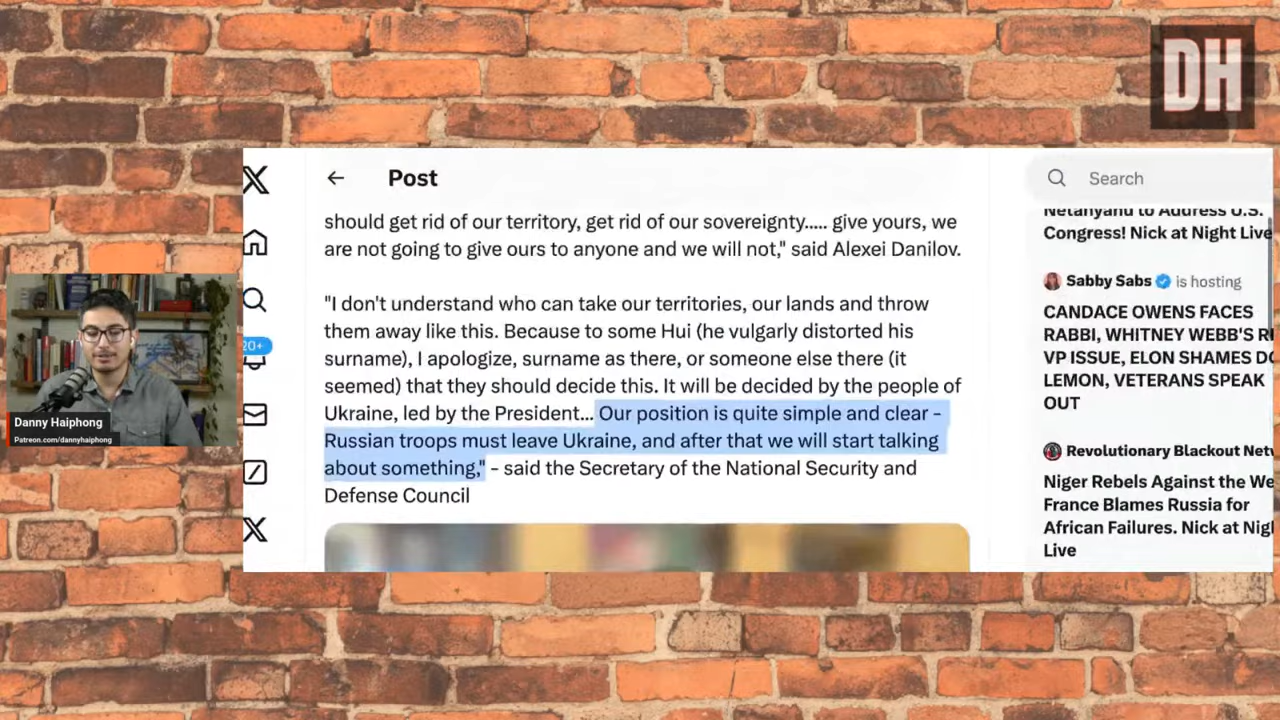 DH
Post
should get rid of our territory, get rid of our sovereignty..... give yours, we
are not going to give ours to anyone and we will not," said Alexei Danilov.
"I don't understand who can take our territories, our lands and throw
them away like this. Because to some Hui (he vulgarly distorted his
surname), I apologize, surname as there, or someone else there (it
seemed) that they should decide this. It will be decided by the people of
Ukraine, led by the President... Our position is quite simple and clear -
Russian troops must leave Ukraine, and after that we will start talking
about something," - said the Secretary of the National Security and
Defense Council
20+
Search
Netanyahu to Address U.S.
Congress! Nick at Night Live
Sabby Sabs is hosting
CANDACE OWENS FACES
RABBI, WHITNEY WEBB'S
VP ISSUE, ELON SHAMES
LEMON, VETERANS SPEAK
OUT
Revolutionary Blackout
Niger Rebels Against the
France Blames Russia for
African Failures. Nick at
Live
Danny Haiphong
Patreon.com/dannyhaiphong